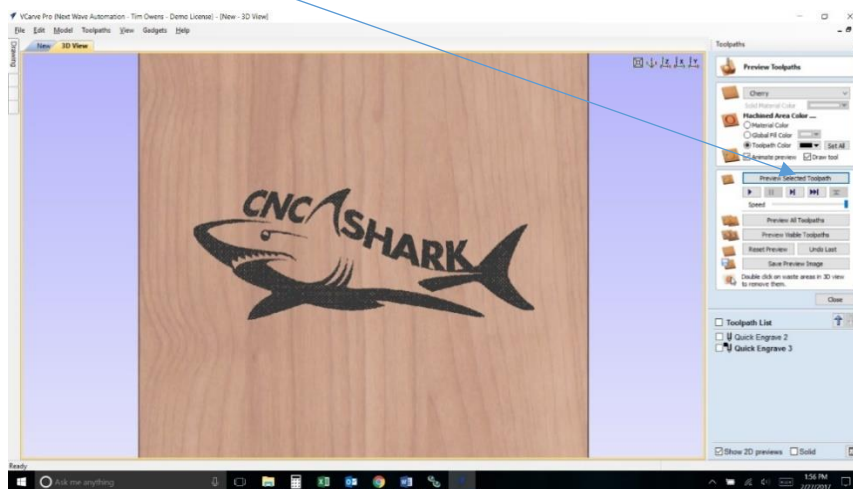 VCarve Pro (Next Wave Automation - Tim Owens - Demo License) - [New - 3D View]
File Edit Model Toolpaths View Gadgets Help
New 3D View
Drawing
CNC SHARK
Toolpaths
Preview Toolpaths
Cherry
Solid Material Color
Machined Area Color ....
Material Color
Global Fill Color
Toolpath Color Set All
Animate preview Draw tool
Preview Selected Toolpath
Speed
Preview All Toolpaths
Preview Visible Toolpaths
Reset Preview Undo Last
Save Preview Image
Double click on waste areas in 3D view
to remove them.
Close
Toolpath List
Quick Engrave 2
Quick Engrave 3
Show 2D previews Solid
Ready
Ask me anything
1:56 PM
2/27/2017